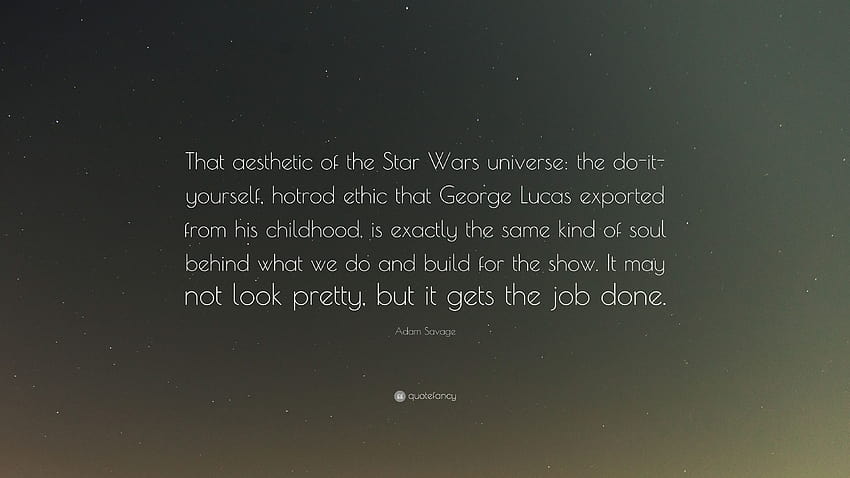 That aesthetic of the Star Wars universe: the do-it-
yourself, hotrod ethic that George Lucas exported
from his childhood, is exactly the same kind of soul
behind what we do and build for the show. It may
not look pretty, but it gets the job done.
Adam Savage
quotefancy